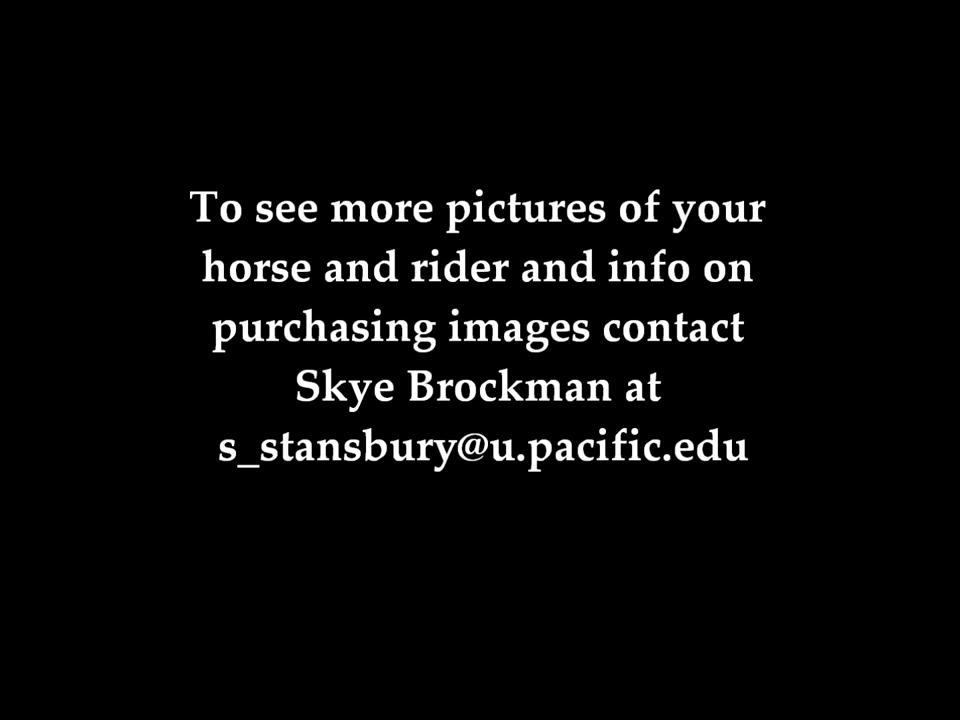 To see more pictures of your
horse and rider and info on
purchasing images contact
Skye Brockman at
s_stansbury@u.pacific.edu